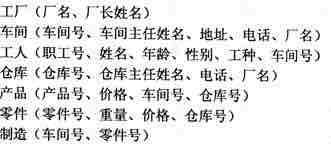 工厂（厂名、厂长姓名）
车间（车间号、车间主任姓名、地址、电话、厂名）
工人（职工号、姓名、年龄、性别、工种、车间号）
仓库（仓库号、仓库主任姓名、电话、厂名）
产品（产品号、价格、车间号、仓库号）
零件（零件号、重量、价格、仓库号）
制造（车间号、零件号）